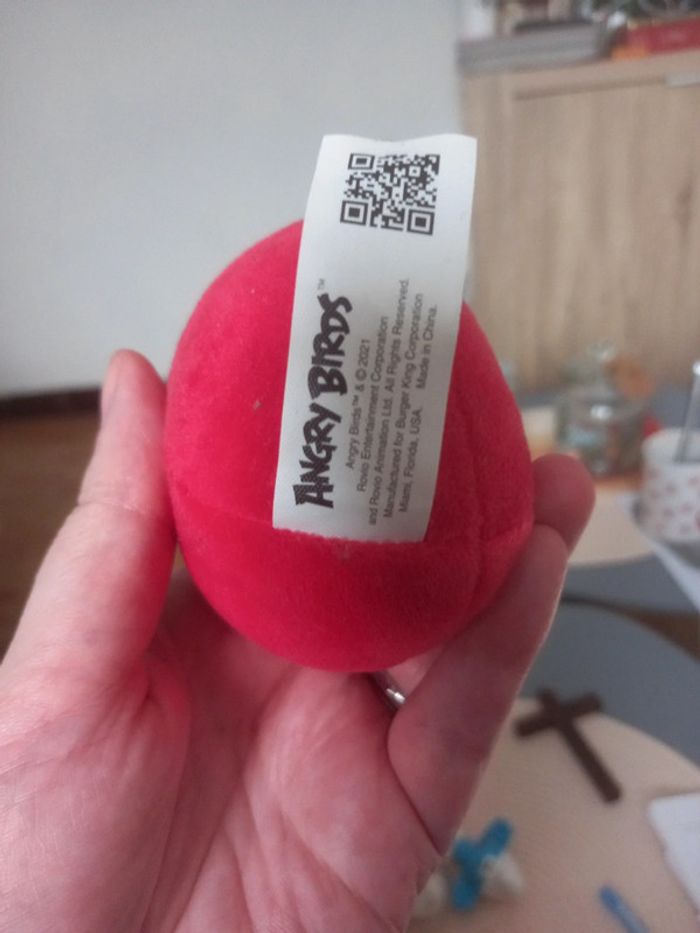 ANGRY BIRDS™
Angry Birds™ & © 2021
Rovio Entertainment Corporation
and Rovio Animation Ltd. All Rights Reserved.
Manufactured for Burger King Corporation
Miami, Florida, USA. Made in China.